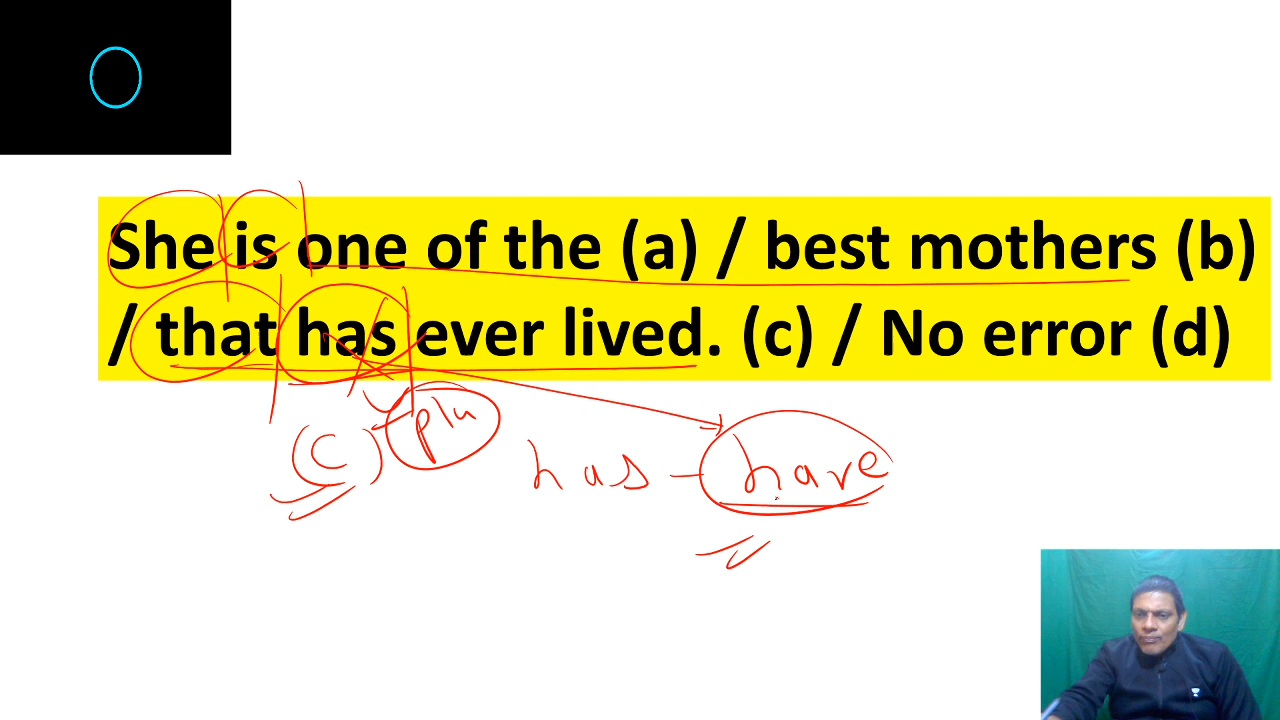 She is one of the (a) / best mothers (b)
/ that has ever lived. (c) / No error (d)
(c) plu
has - have